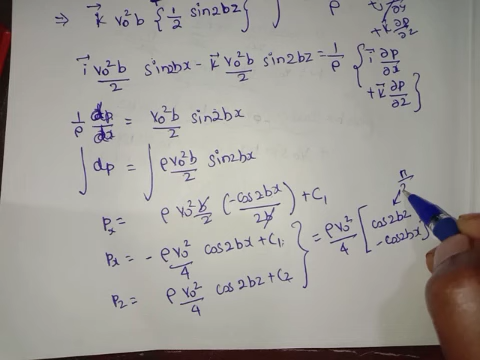 ⇒ k⃗ v₀²b {1/2 sin2bz} ρ ∂y
+k⃗ ∂p/∂z
i⃗ v₀²b/2 sin2bx - k⃗ v₀²b/2 sin2bz = 1/ρ { i⃗ ∂p/∂x
+k⃗ ∂p/∂z }
1/ρ dp/dx = v₀²b/2 sin2bx
∫dp = ∫ ρv₀²b/2 sin2bx
Px = ρ v₀² b/2 (-cos2bx/2b) + C₁
Px = - ρv₀²/4 cos2bx + C₁
Pz = ρ v₀²/4 cos2bz + C₂
} = ρv₀²/4 [cos2bz
-cos2bx]